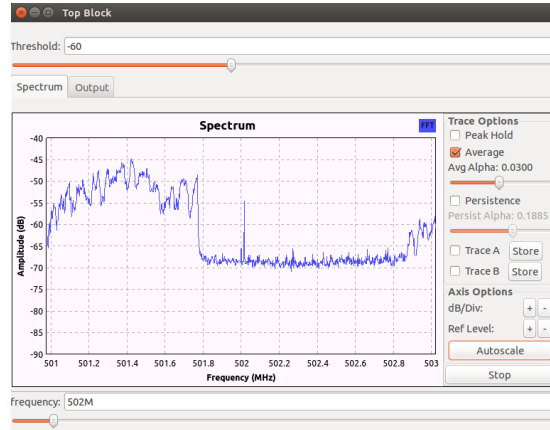 Top Block
Threshold: -60
Spectrum Output
Spectrum
FFT
Amplitude (dB)
-40
-45
-50
-55
-60
-65
-70
-75
-80
-85
-90
501 501.2 501.4 501.6 501.8 502 502.2 502.4 502.6 502.8 503
Frequency (MHz)
Trace Options
Peak Hold
Average
Avg Alpha: 0.0300
Persistence
Persist Alpha: 0.1885
Trace A Store
Trace B Store
Axis Options
dB/Div: + -
Ref Level: + -
Autoscale
Stop
Frequency: 502M